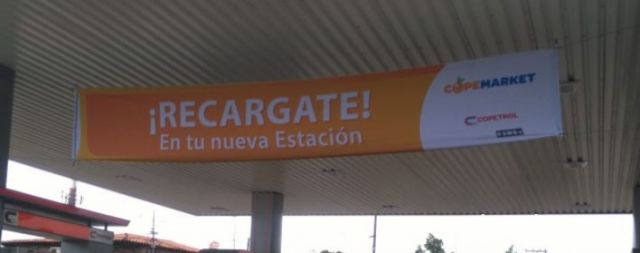 ¡RECARGATE!
En tu nueva Estación
COPEMARKET
COPETROL